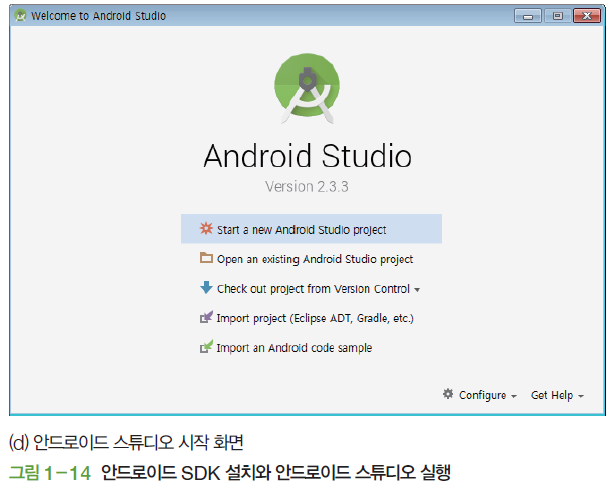 Welcome to Android Studio
Android Studio
Version 2.3.3
Start a new Android Studio project
Open an existing Android Studio project
Check out project from Version Control
Import project (Eclipse ADT, Gradle, etc.)
Import an Android code sample
Configure Get Help
(d) 안드로이드 스튜디오 시작 화면
그림 1-14 안드로이드 SDK 설치와 안드로이드 스튜디오 실행